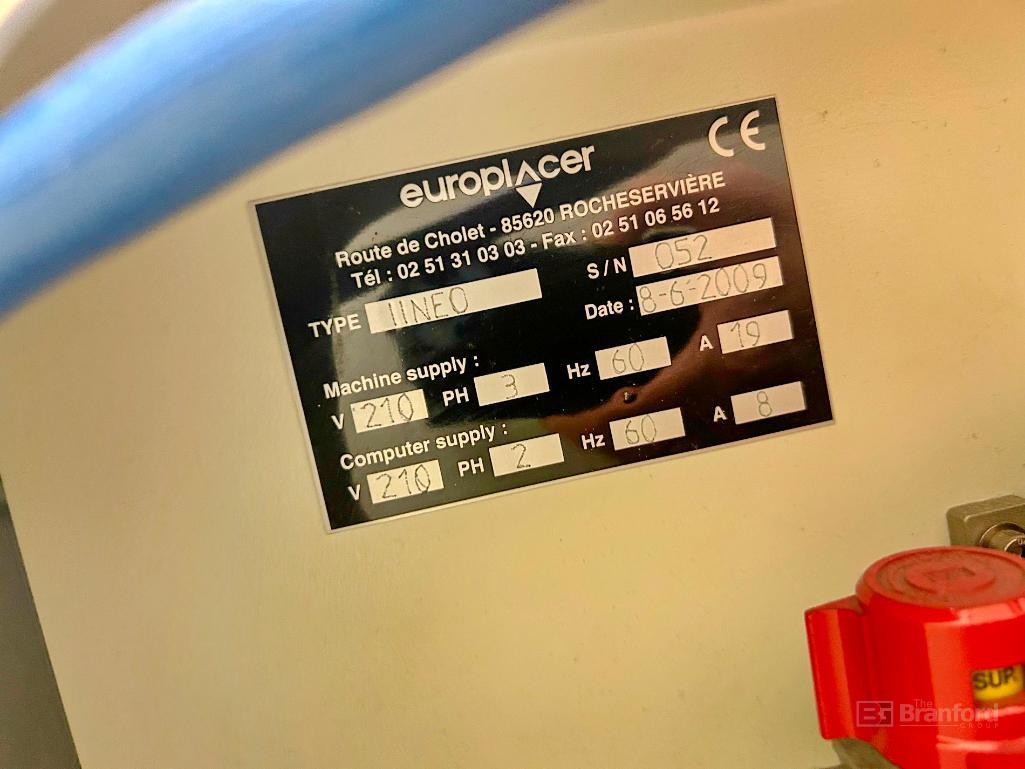 europlacer CE
Route de Cholet - 85620 ROCHESERVIÈRE
Tél : 02 51 31 03 03 - Fax : 02 51 06 56 12
TYPE IINEO S/N 052
Date : 8-6-2009
Machine supply :
V 210 PH 3 Hz 60 A 19
Computer supply :
V 210 PH 2 Hz 60 A 8
SUP.
BG The Branford GROUP